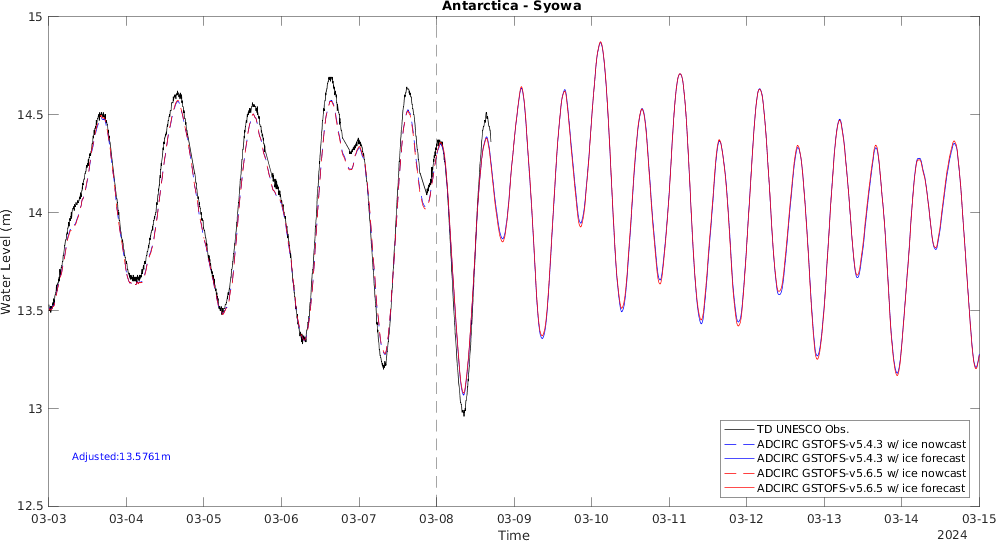 Antarctica - Syowa
15
14.5
14
13.5
13
12.5
Water Level (m)
Adjusted:13.5761m
TD UNESCO Obs.
ADCIRC GSTOFS-v5.4.3 w/ ice nowcast
ADCIRC GSTOFS-v5.4.3 w/ ice forecast
ADCIRC GSTOFS-v5.6.5 w/ ice nowcast
ADCIRC GSTOFS-v5.6.5 w/ ice forecast
03-03 03-04 03-05 03-06 03-07 03-08 03-09 03-10 03-11 03-12 03-13 03-14 03-15
Time
2024